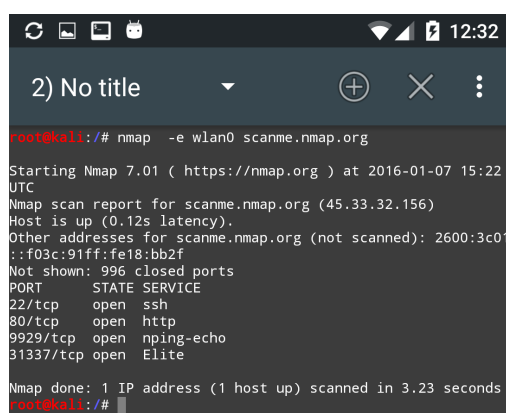 12:32
2) No title
root@kali:/# nmap  -e wlan0 scanme.nmap.org
Starting Nmap 7.01 ( https://nmap.org ) at 2016-01-07 15:22
UTC
Nmap scan report for scanme.nmap.org (45.33.32.156)
Host is up (0.12s latency).
Other addresses for scanme.nmap.org (not scanned): 2600:3c01
::f03c:91ff:fe18:bb2f
Not shown: 996 closed ports
PORT      STATE SERVICE
22/tcp    open  ssh
80/tcp    open  http
9929/tcp  open  nping-echo
31337/tcp open  Elite
Nmap done: 1 IP address (1 host up) scanned in 3.23 seconds
root@kali:/#